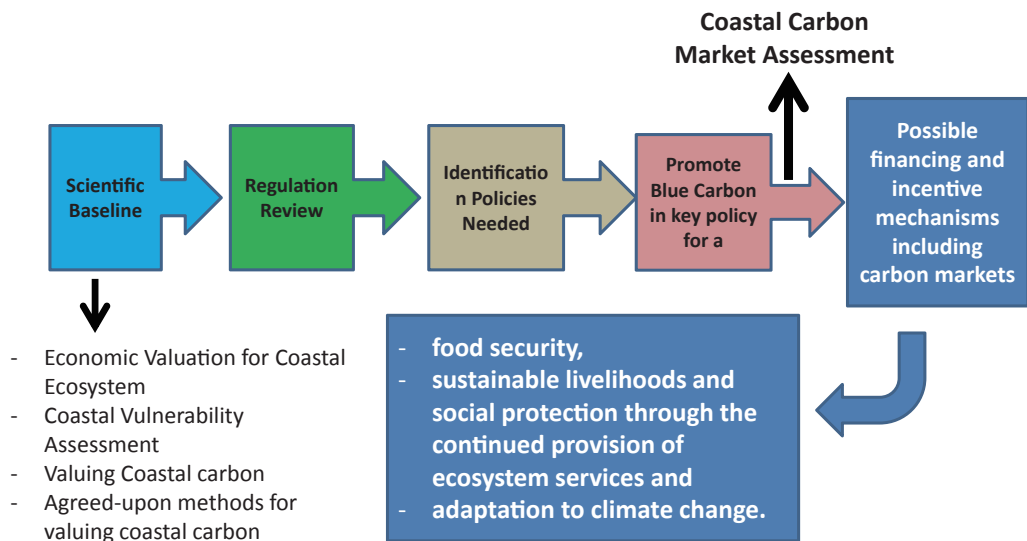 Coastal Carbon
Market Assessment
Scientific
Baseline
Regulation
Review
Identificatio
n Policies
Needed
Promote
Blue Carbon
in key policy
for a
Possible
financing and
incentive
mechanisms
including
carbon markets
- Economic Valuation for Coastal
Ecosystem
- Coastal Vulnerability
Assessment
- Valuing Coastal carbon
- Agreed-upon methods for
valuing coastal carbon
- food security,
- sustainable livelihoods and
social protection through the
continued provision of
ecosystem services and
- adaptation to climate change.